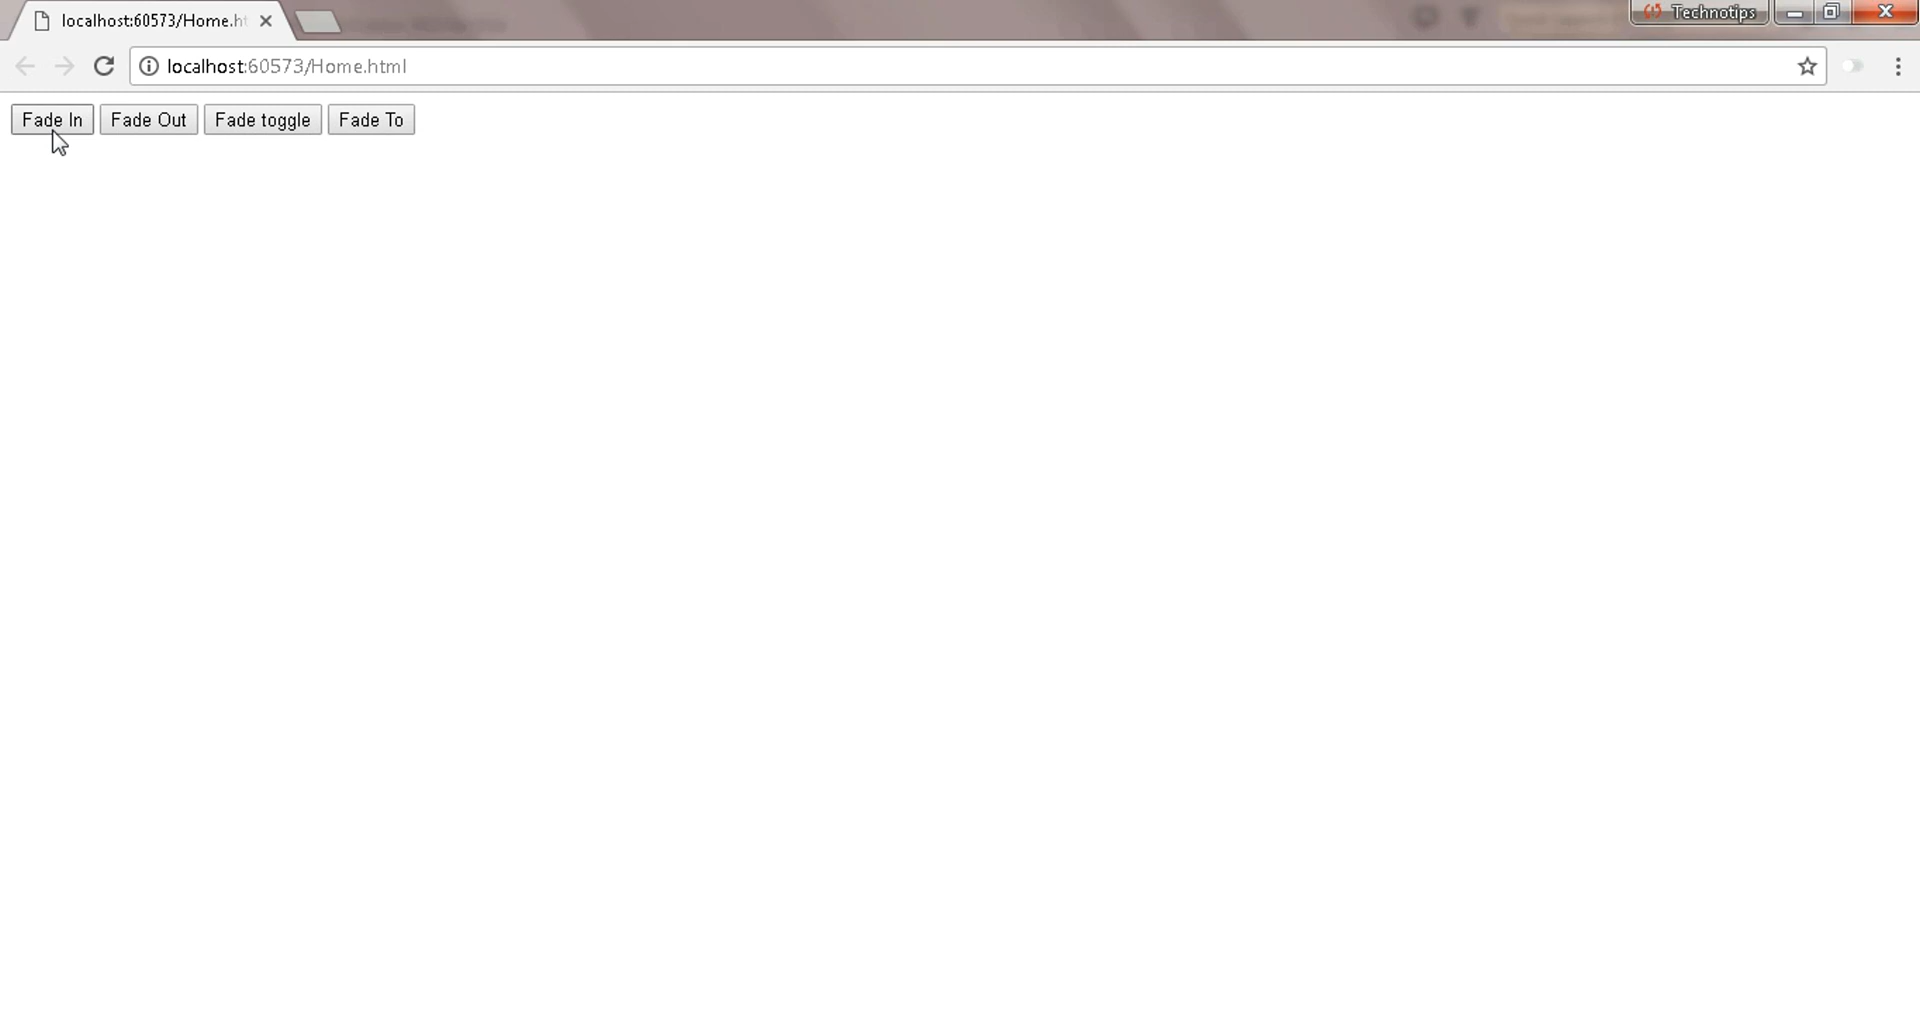 localhost:60573/Home.ht
Technotips
localhost:60573/Home.html
Fade In Fade Out Fade toggle Fade To